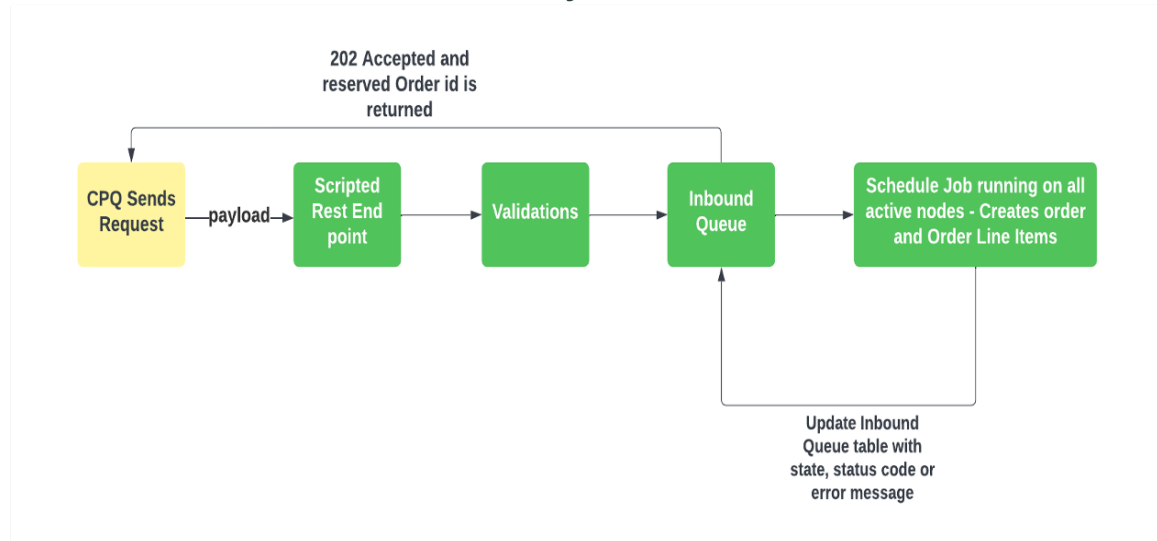 202 Accepted and
reserved Order id is
returned
CPQ Sends
Request
payload
Scripted
Rest End
point
Validations
Inbound
Queue
Schedule Job running on all
active nodes - Creates order
and Order Line Items
Update Inbound
Queue table with
state, status code or
error message